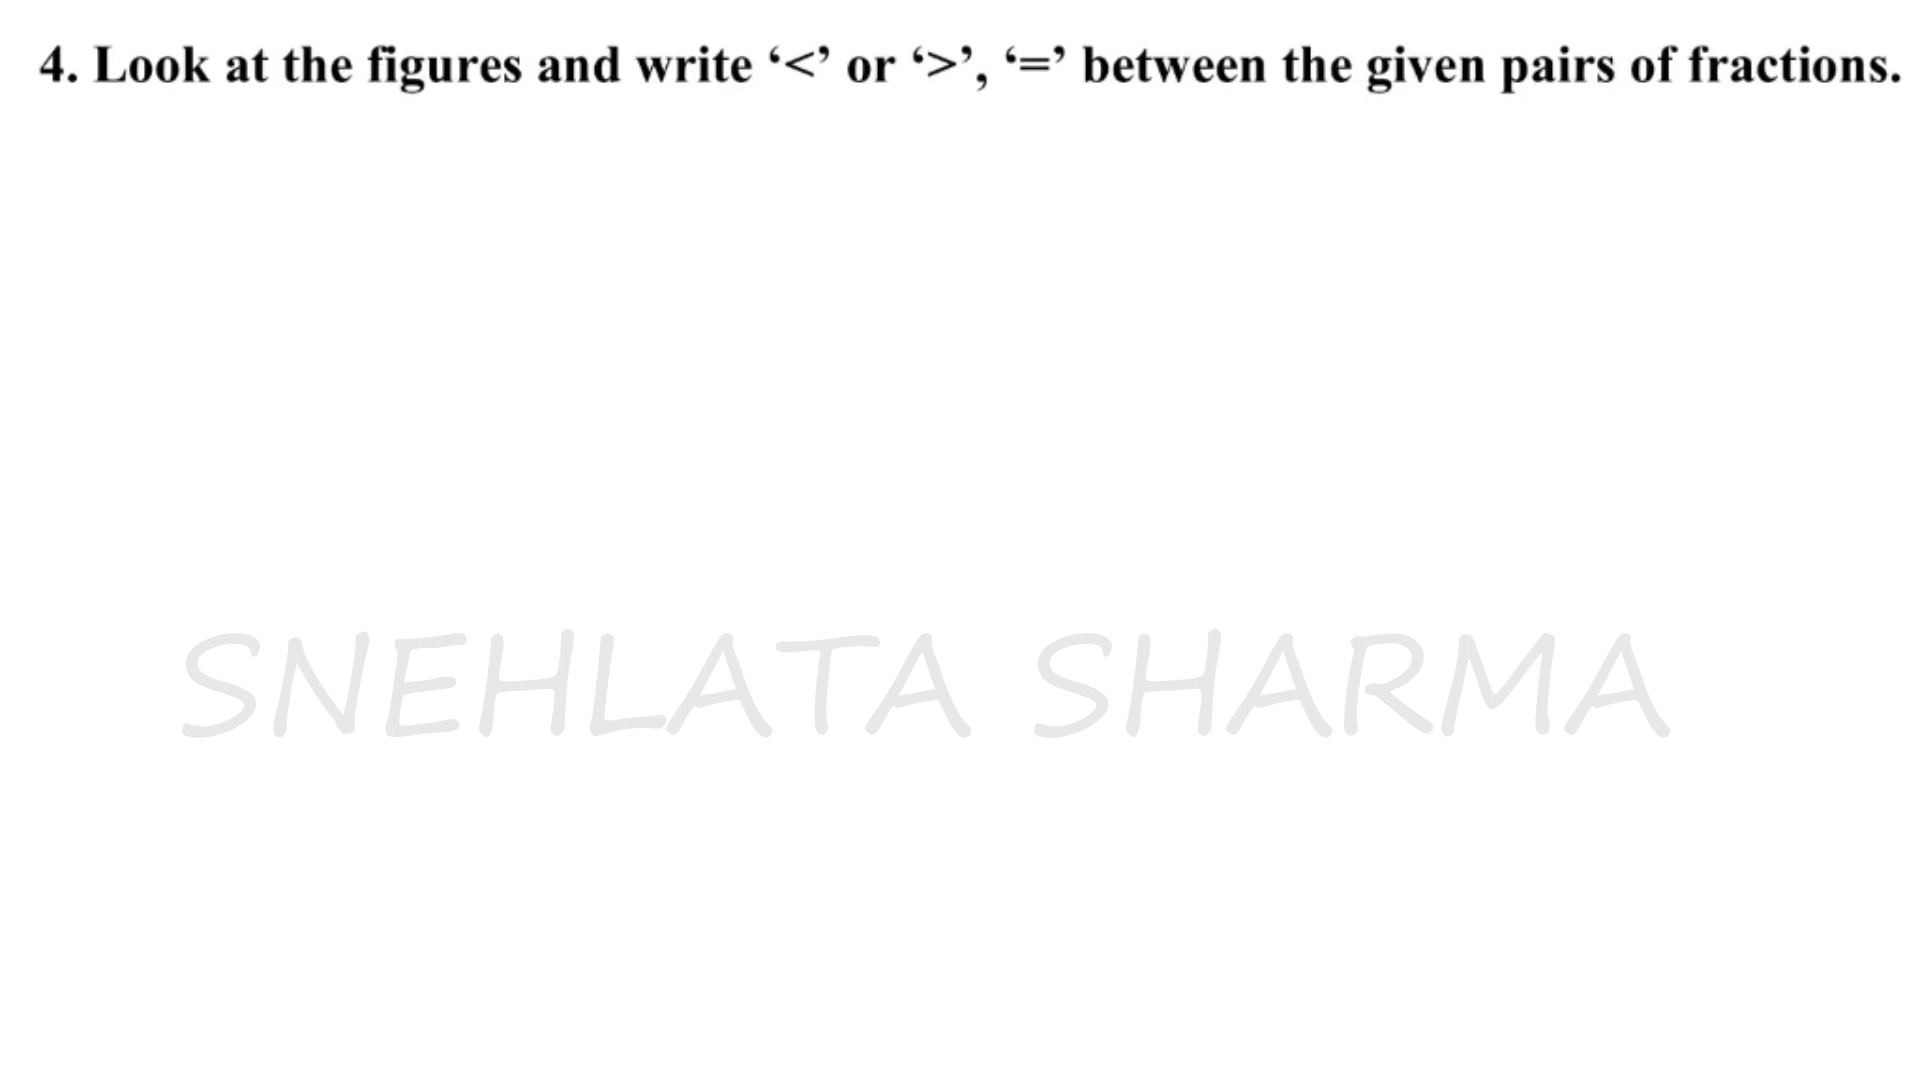 4. Look at the figures and write ‘<’ or ‘>’, ‘=’ between the given pairs of fractions.
SNEHLATA SHARMA